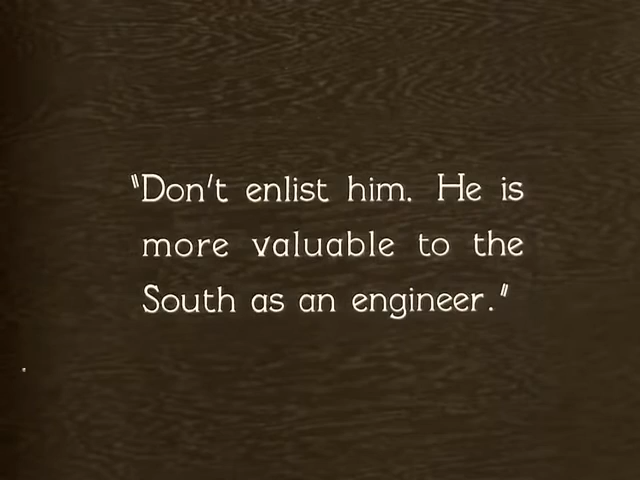 "Don't enlist him. He is
more valuable to the
South as an engineer."